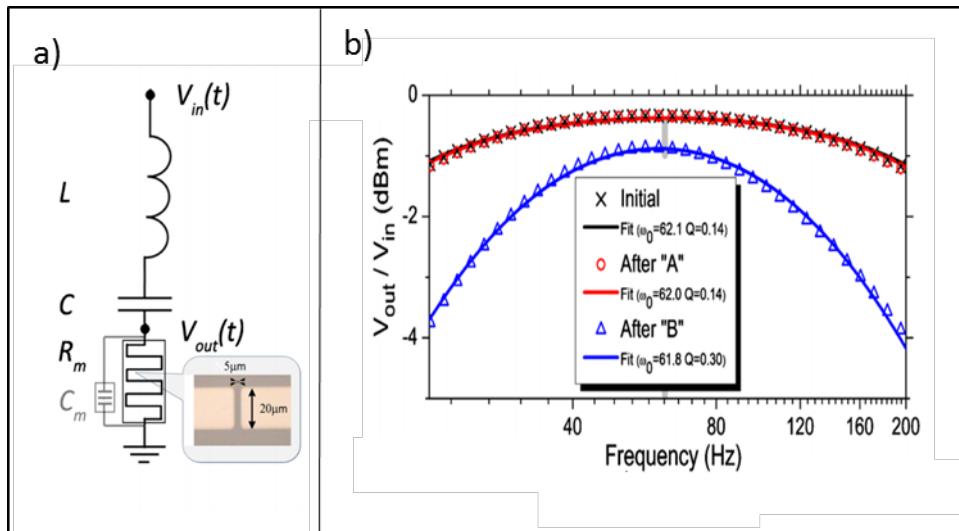 a)
V_in(t)
L
C
V_out(t)
R_m
C_m
5μm
20μm
b)
V_out / V_in (dBm)
0
-2
-4
Initial
Fit (ω_0=62.1 Q=0.14)
After "A"
Fit (ω_0=62.0 Q=0.14)
After "B"
Fit (ω_0=61.8 Q=0.30)
40
80
120
160
200
Frequency (Hz)